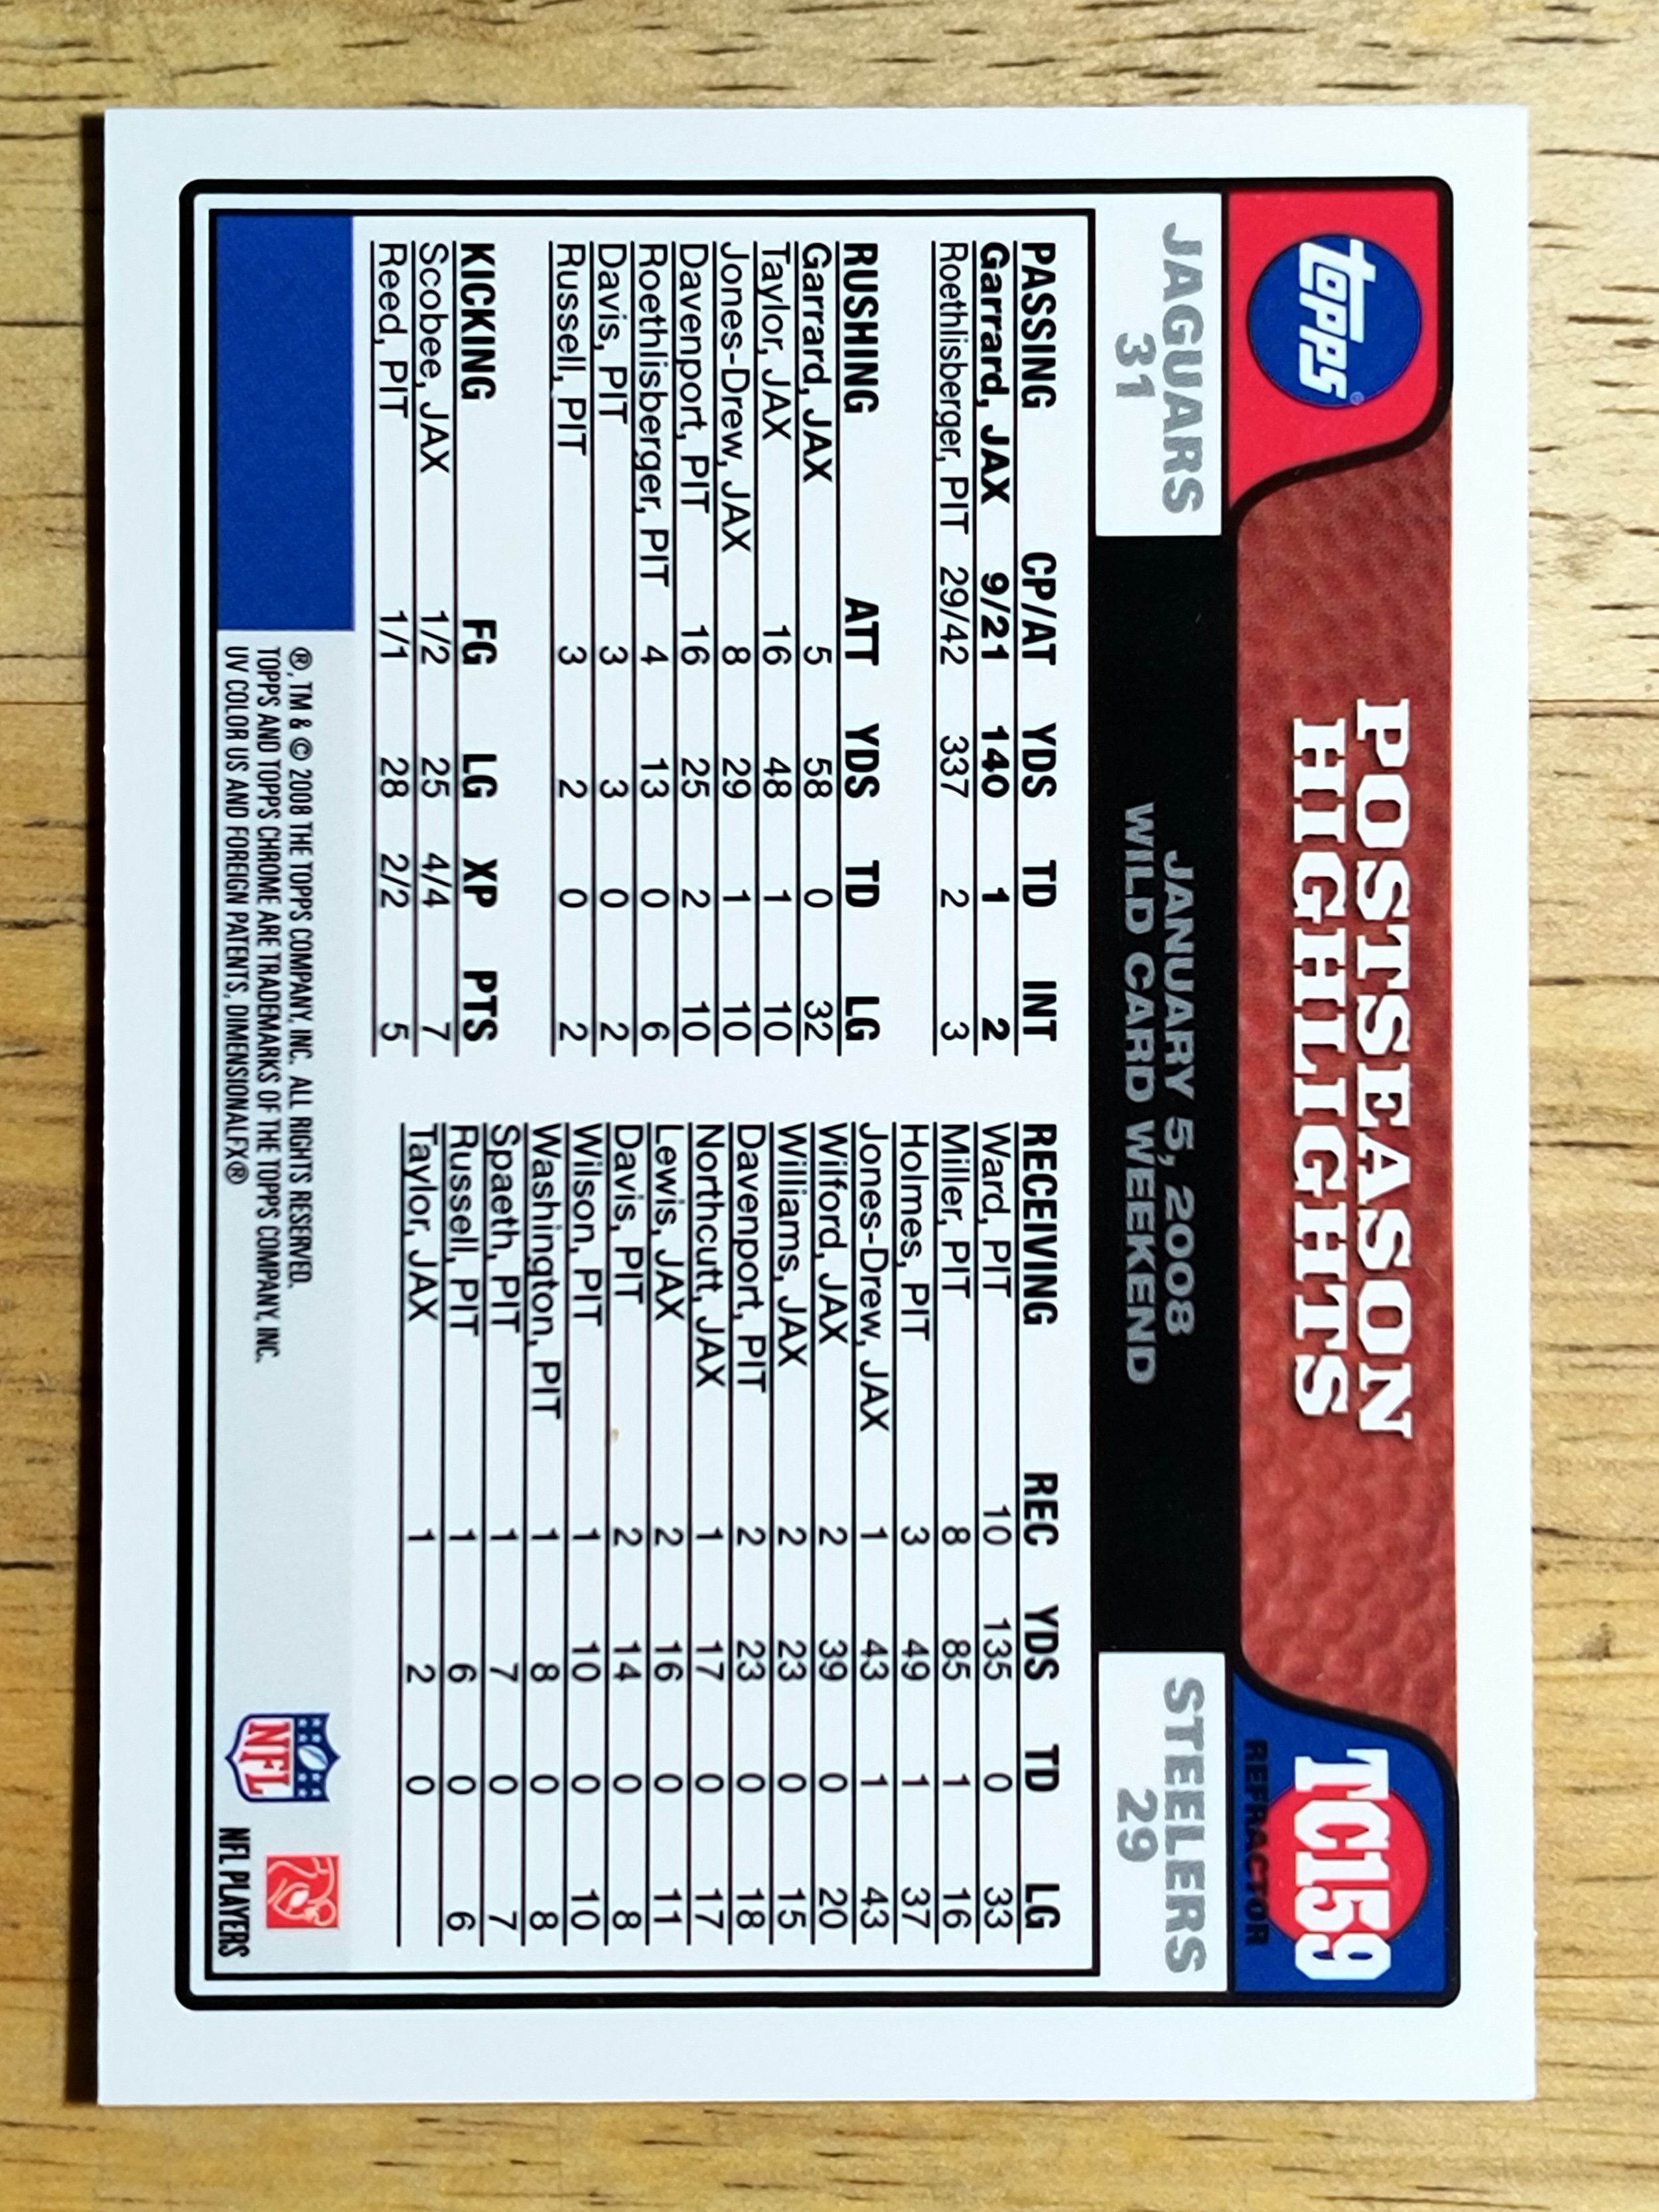 topps®
POSTSEASON
HIGHLIGHTS
TC159
REFRACTOR
JAGUARS
31
JANUARY 5, 2008
WILD CARD WEEKEND
STEELERS
29
PASSING CP/AT YDS TD INT
Garrard, JAX 9/21 140 1 2
Roethlisberger, PIT 29/42 337 2 3
RUSHING ATT YDS TD LG
Garrard, JAX 5 58 0 32
Taylor, JAX 16 48 1 10
Jones-Drew, JAX 8 29 1 10
Davenport, PIT 16 25 2 10
Roethlisberger, PIT 4 13 0 6
Davis, PIT 3 3 0 2
Russell, PIT 3 2 0 2
KICKING FG LG XP PTS
Scobee, JAX 1/2 25 4/4 7
Reed, PIT 1/1 28 2/2 5
RECEIVING REC YDS TD LG
Ward, PIT 10 135 0 33
Miller, PIT 8 85 1 16
Holmes, PIT 3 49 1 37
Jones-Drew, JAX 1 43 1 43
Wilford, JAX 2 39 0 20
Williams, JAX 2 23 0 15
Davenport, PIT 2 23 0 18
Northcutt, JAX 1 17 0 17
Lewis, JAX 2 16 0 11
Davis, PIT 2 14 0 8
Wilson, PIT 1 10 0 10
Washington, PIT 1 8 0 8
Spaeth, PIT 1 7 0 7
Russell, PIT 1 6 0 6
Taylor, JAX 1 2 0
®, TM & © 2008 THE TOPPS COMPANY, INC. ALL RIGHTS RESERVED.
TOPPS AND TOPPS CHROME ARE TRADEMARKS OF THE TOPPS COMPANY, INC.
UV COLOR US AND FOREIGN PATENTS, DIMENSIONALFX®
NFL
NFL PLAYERS